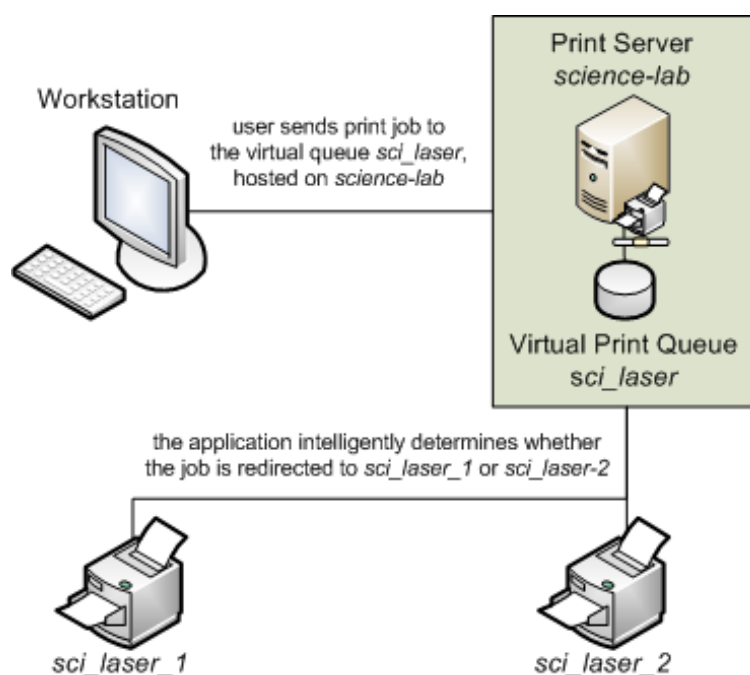 Print Server
science-lab
Workstation
user sends print job to
the virtual queue sci_laser,
hosted on science-lab
Virtual Print Queue
sci_laser
the application intelligently determines whether
the job is redirected to sci_laser_1 or sci_laser-2
sci_laser_1
sci_laser_2